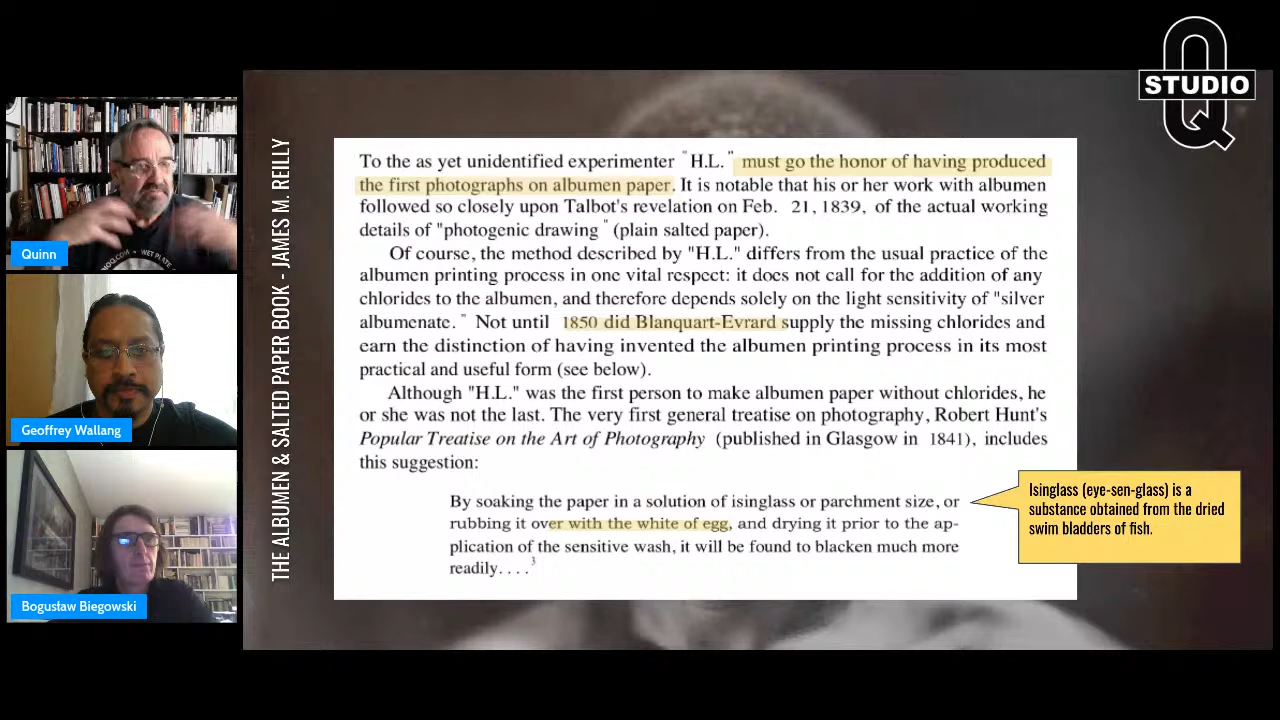 STUDIO
Q
Quinn
Geoffrey Wallang
Bogusław Biegowski
THE ALBUMEN & SALTED PAPER BOOK - JAMES M. REILLY
To the as yet unidentified experimenter "H.L." must go the honor of having produced
the first photographs on albumen paper. It is notable that his or her work with albumen
followed so closely upon Talbot's revelation on Feb. 21, 1839, of the actual working
details of "photogenic drawing " (plain salted paper).
Of course, the method described by "H.L." differs from the usual practice of the
albumen printing process in one vital respect: it does not call for the addition of any
chlorides to the albumen, and therefore depends solely on the light sensitivity of "silver
albumenate. " Not until 1850 did Blanquart-Evrard supply the missing chlorides and
earn the distinction of having invented the albumen printing process in its most
practical and useful form (see below).
Although "H.L." was the first person to make albumen paper without chlorides, he
or she was not the last. The very first general treatise on photography, Robert Hunt's
Popular Treatise on the Art of Photography (published in Glasgow in 1841), includes
this suggestion:
By soaking the paper in a solution of isinglass or parchment size, or
rubbing it over with the white of egg, and drying it prior to the ap-
plication of the sensitive wash, it will be found to blacken much more
readily. . . . 3
Isinglass (eye-sen-glass) is a
substance obtained from the dried
swim bladders of fish.